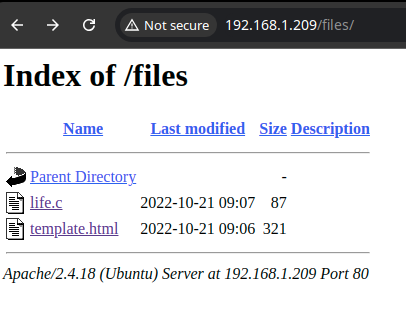 Not secure 192.168.1.209/files/
Index of /files
Name Last modified Size Description
Parent Directory -
life.c 2022-10-21 09:07 87
template.html 2022-10-21 09:06 321
Apache/2.4.18 (Ubuntu) Server at 192.168.1.209 Port 80